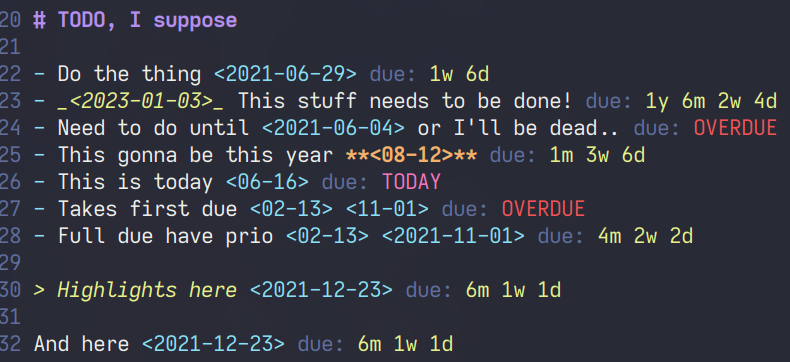 20 # TODO, I suppose
21
22 - Do the thing <2021-06-29> due: 1w 6d
23 - _<2023-01-03>_ This stuff needs to be done! due: 1y 6m 2w 4d
24 - Need to do until <2021-06-04> or I'll be dead.. due: OVERDUE
25 - This gonna be this year **<08-12>** due: 1m 3w 6d
26 - This is today <06-16> due: TODAY
27 - Takes first due <02-13> <11-01> due: OVERDUE
28 - Full due have prio <02-13> <2021-11-01> due: 4m 2w 2d
29
30 > Highlights here <2021-12-23> due: 6m 1w 1d
31
32 And here <2021-12-23> due: 6m 1w 1d